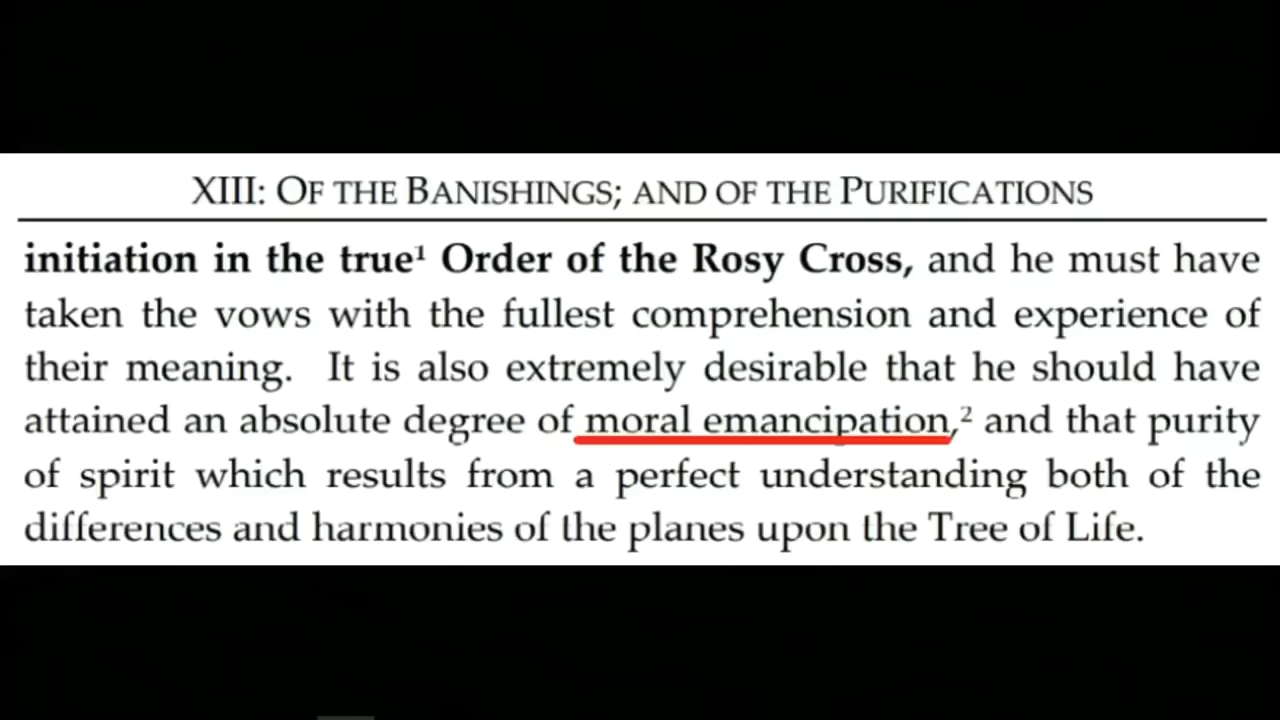 XIII: OF THE BANISHINGS; AND OF THE PURIFICATIONS
initiation in the true¹ Order of the Rosy Cross, and he must have
taken the vows with the fullest comprehension and experience of
their meaning. It is also extremely desirable that he should have
attained an absolute degree of moral emancipation,² and that purity
of spirit which results from a perfect understanding both of the
differences and harmonies of the planes upon the Tree of Life.